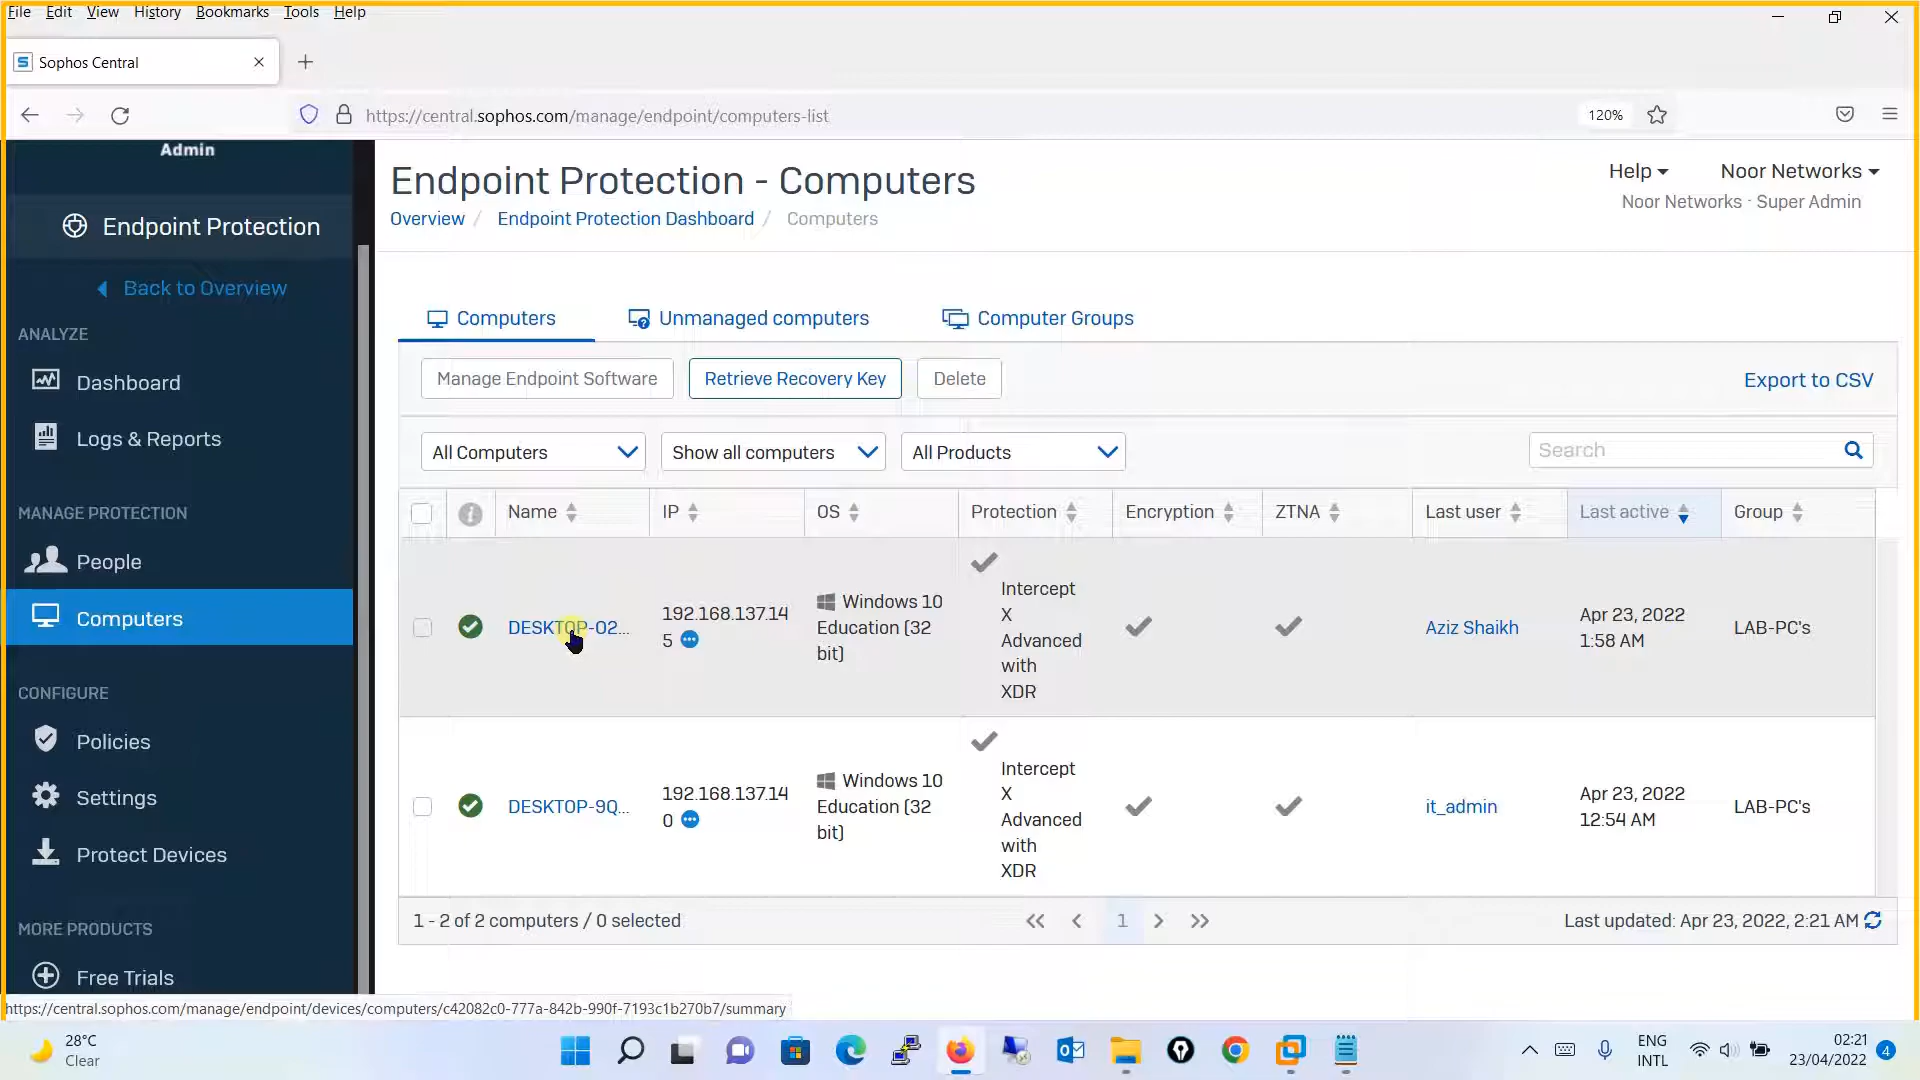 File Edit View History Bookmarks Tools Help
Sophos Central
https://central.sophos.com/manage/endpoint/computers-list
120%
Admin
Endpoint Protection
Back to Overview
ANALYZE
Dashboard
Logs & Reports
MANAGE PROTECTION
People
Computers
CONFIGURE
Policies
Settings
Protect Devices
MORE PRODUCTS
Free Trials
Endpoint Protection - Computers
Overview / Endpoint Protection Dashboard / Computers
Help
Noor Networks
Noor Networks · Super Admin
Computers
Unmanaged computers
Computer Groups
Manage Endpoint Software
Retrieve Recovery Key
Delete
Export to CSV
All Computers
Show all computers
All Products
Search
Name IP OS Protection Encryption ZTNA Last user Last active Group
DESKTOP-02...
192.168.137.14
5
Windows 10
Education (32
bit)
Intercept
X
Advanced
with
XDR
Aziz Shaikh
Apr 23, 2022
1:58 AM
LAB-PC's
DESKTOP-9Q...
192.168.137.14
0
Windows 10
Education (32
bit)
Intercept
X
Advanced
with
XDR
it_admin
Apr 23, 2022
12:54 AM
LAB-PC's
1 - 2 of 2 computers / 0 selected
1
Last updated: Apr 23, 2022, 2:21 AM
https://central.sophos.com/manage/endpoint/devices/computers/c42082c0-777a-842b-990f-7193c1b270b7/summary
28°C
Clear
ENG
INTL
02:21
23/04/2022
4